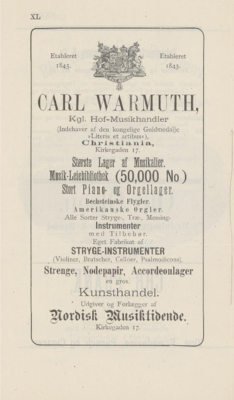 XL
Etableret Etableret
1843. 1843.
CARL WARMUTH,
Kgl. Hof-Musikhandler
(Indehaver af den kongelige Guldmedalje
»Literis et artibus«),
Christiania,
Kirkegaden 17.
Største Lager af Musikalier.
Musik-Leiebibliothek (50,000 No)
Stort Piano- og Orgellager.
Bechsteinske Flygler.
Amerikanske Orgler.
Alle Sorter Stryge-, Træ-, Messing-
Instrumenter
med Tilbehør.
Eget Fabrikat af
STRYGE-INSTRUMENTER
(Violiner, Bratscher, Celloer, Psalmodikons).
Strenge, Nodepapir, Accordeonlager
en gros.
Kunsthandel.
Udgiver og Forlægger af
Nordisk Musiktidende.
Kirkegaden 17.